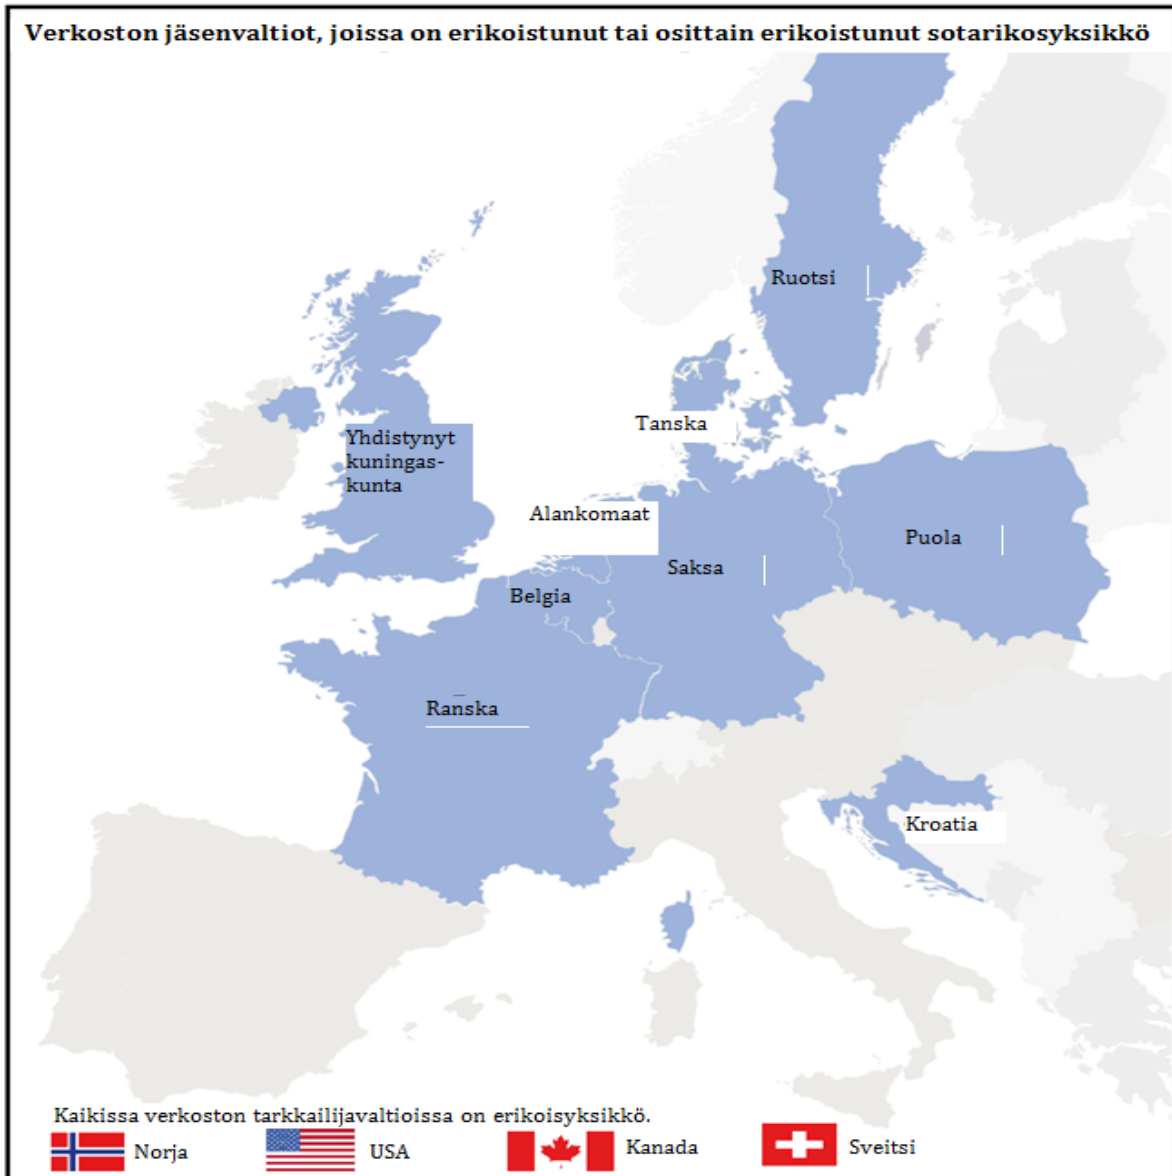 Verkoston jäsenvaltiot, joissa on erikoistunut tai osittain erikoistunut sotarikosyksikkö
Ruotsi
Tanska
Yhdistynyt
kuningas-
kunta
Alankomaat
Puola
Saksa
Belgia
Ranska
Kroatia
Kaikissa verkoston tarkkailijavaltioissa on erikoisyksikkö.
Norja USA Kanada Sveitsi